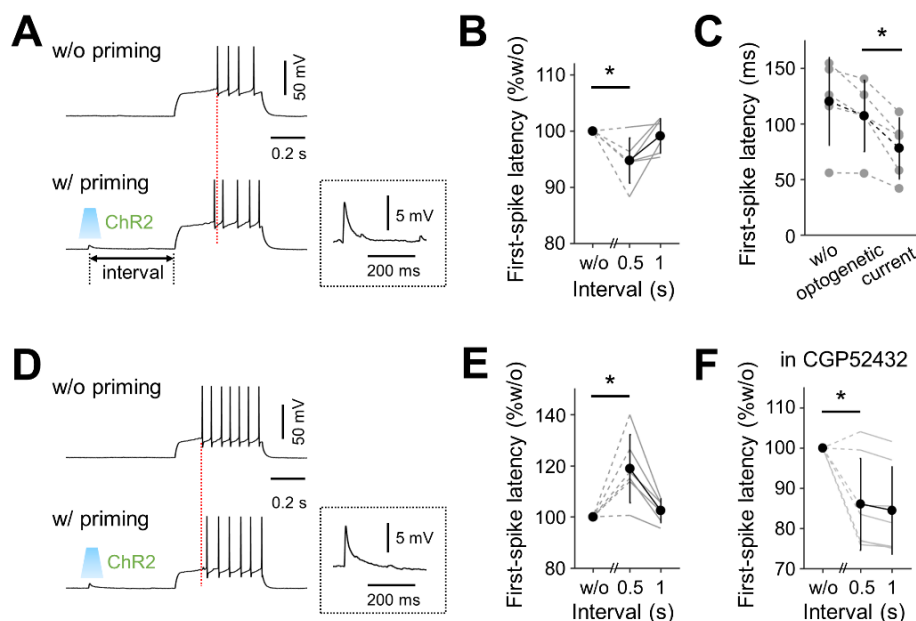 A
w/o priming
50 mV
0.2 s
w/ priming
ChR2
interval
5 mV
200 ms
B
First-spike latency (%w/o)
110
100
90
80
w/o 0.5 1
Interval (s)
*
C
First-spike latency (ms)
150
100
50
0
w/o
optogenetic
current
*
D
w/o priming
50 mV
0.2 s
w/ priming
ChR2
5 mV
200 ms
E
First-spike latency (%w/o)
140
120
100
80
w/o 0.5 1
Interval (s)
*
F
in CGP52432
First-spike latency (%w/o)
110
100
90
80
70
w/o 0.5 1
Interval (s)
*